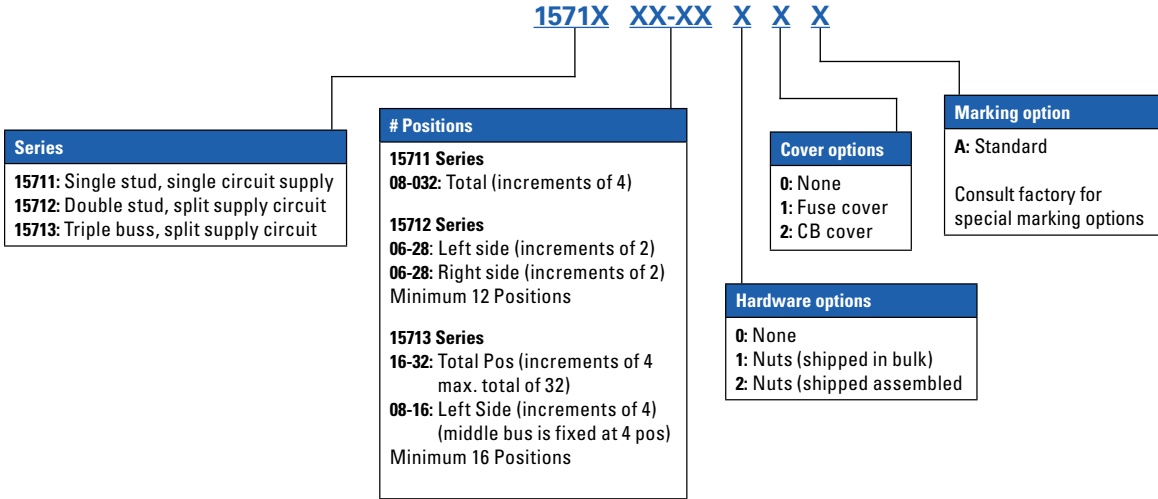 1571X XX-XX X X X
Series
15711: Single stud, single circuit supply
15712: Double stud, split supply circuit
15713: Triple buss, split supply circuit
# Positions
15711 Series
08-032: Total (increments of 4)
15712 Series
06-28: Left side (increments of 2)
06-28: Right side (increments of 2)
Minimum 12 Positions
15713 Series
16-32: Total Pos (increments of 4
max. total of 32)
08-16: Left Side (increments of 4)
(middle bus is fixed at 4 pos)
Minimum 16 Positions
Hardware options
0: None
1: Nuts (shipped in bulk)
2: Nuts (shipped assembled
Cover options
0: None
1: Fuse cover
2: CB cover
Marking option
A: Standard
Consult factory for
special marking options